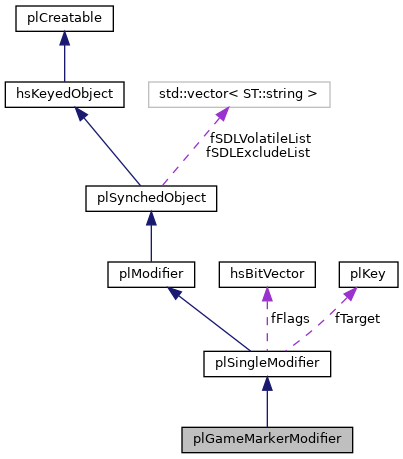 plCreatable
hsKeyedObject
std::vector< ST::string >
fSDLVolatileList
fSDLExcludeList
plSynchedObject
plModifier
hsBitVector
plKey
fFlags
fTarget
plSingleModifier
plGameMarkerModifier